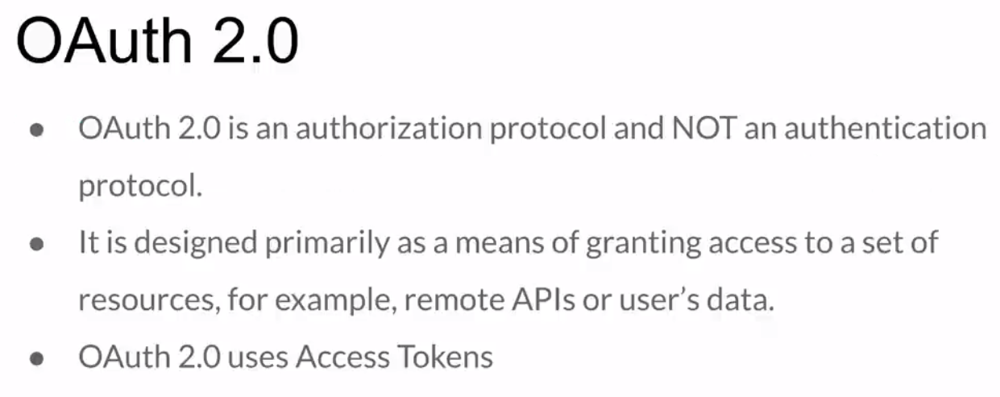 OAuth 2.0
● OAuth 2.0 is an authorization protocol and NOT an authentication
protocol.
● It is designed primarily as a means of granting access to a set of
resources, for example, remote APIs or user’s data.
● OAuth 2.0 uses Access Tokens